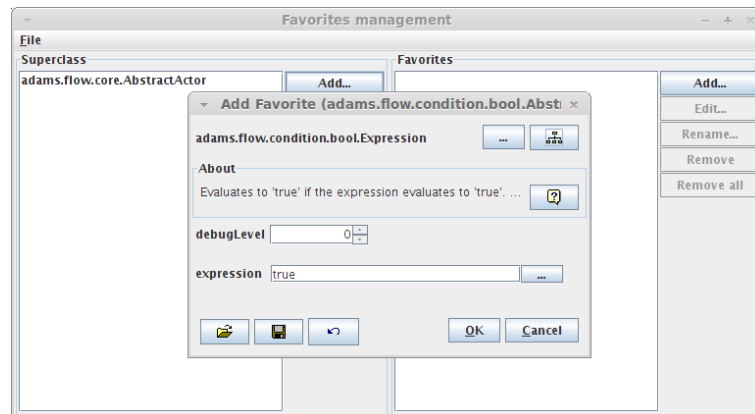 Favorites management
File
Superclass
Favorites
adams.flow.core.AbstractActor
Add...
Add...
Edit...
Rename...
Remove
Remove all
Add Favorite (adams.flow.condition.bool.Abst
adams.flow.condition.bool.Expression
...
About
Evaluates to 'true' if the expression evaluates to 'true'. ...
debugLevel
0
expression
true
...
OK
Cancel